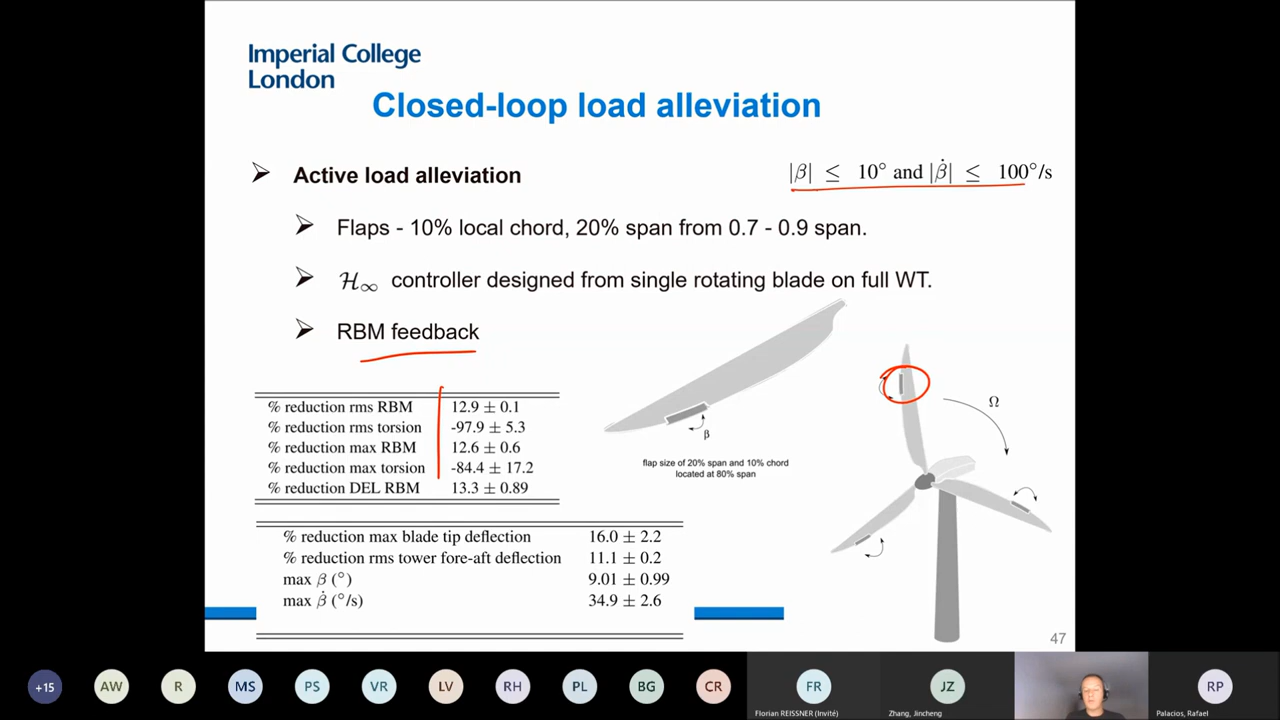 Imperial College
London
Closed-loop load alleviation
➢ Active load alleviation
|β| ≤ 10° and |β̇| ≤ 100°/s
➢ Flaps - 10% local chord, 20% span from 0.7 - 0.9 span.
➢ ℋ∞ controller designed from single rotating blade on full WT.
➢ RBM feedback
% reduction rms RBM 12.9 ± 0.1
% reduction rms torsion -97.9 ± 5.3
% reduction max RBM 12.6 ± 0.6
% reduction max torsion -84.4 ± 17.2
% reduction DEL RBM 13.3 ± 0.89
β
flap size of 20% span and 10% chord
located at 80% span
Ω
% reduction max blade tip deflection 16.0 ± 2.2
% reduction rms tower fore-aft deflection 11.1 ± 0.2
max β (°) 9.01 ± 0.99
max β̇ (°/s) 34.9 ± 2.6
47
+15
AW
R
MS
PS
VR
LV
RH
PL
BG
CR
FR
JZ
RP
Florian REISSNER (Invité)
Zhang, Jincheng
Palacios, Rafael